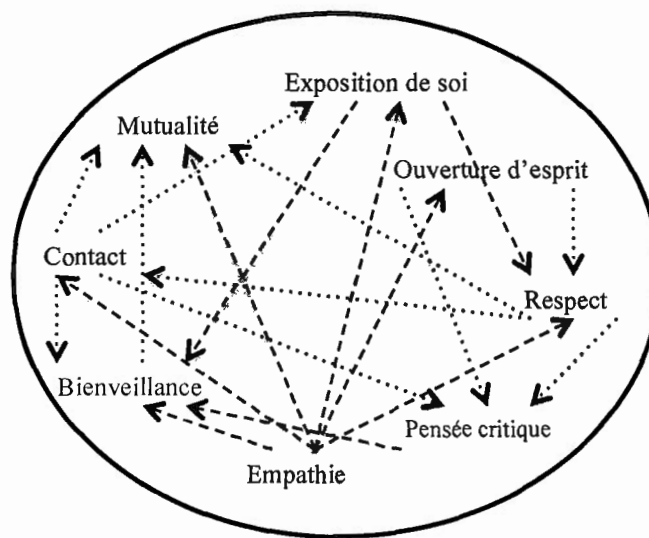 Exposition de soi
Mutualité
Ouverture d'esprit
Contact
Respect
Bienveillance
Pensée critique
Empathie